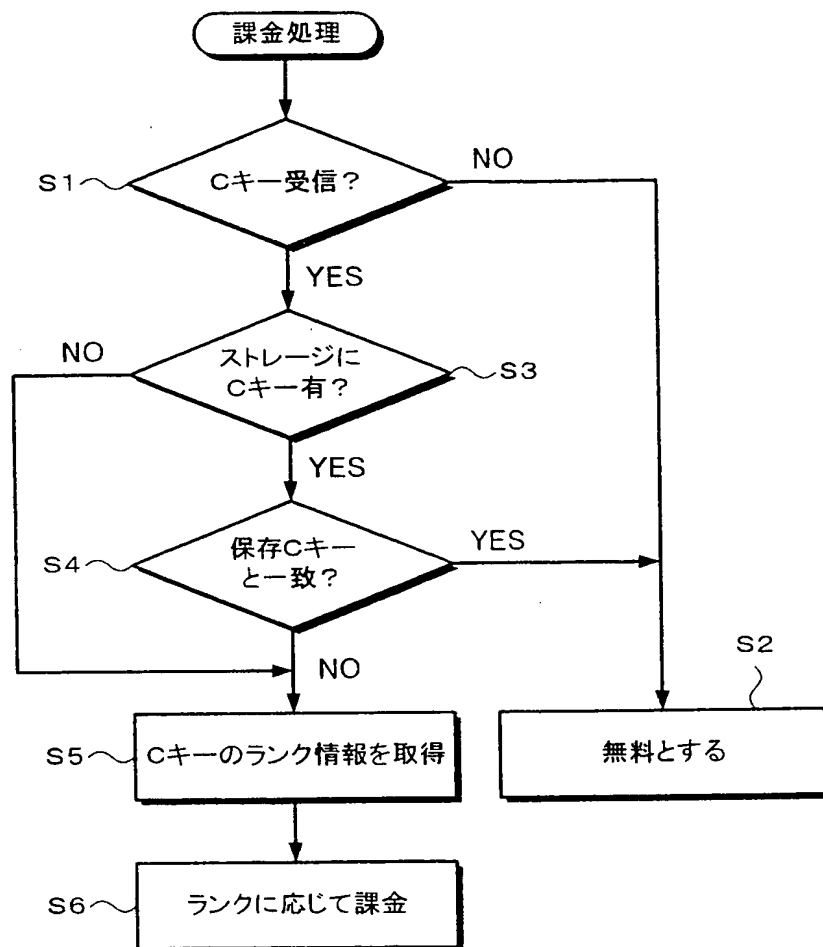 課金処理
S1
Cキー受信？
NO
YES
NO
ストレージに
Cキー有？
S3
YES
S4
保存Cキー
と一致？
YES
NO
S2
S5
Cキーのランク情報を取得
無料とする
S6
ランクに応じて課金